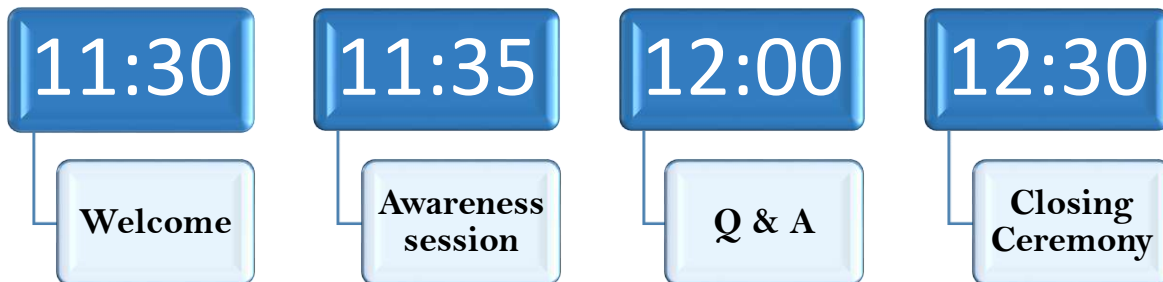 11:30
Welcome
11:35
Awareness
session
12:00
Q & A
12:30
Closing
Ceremony